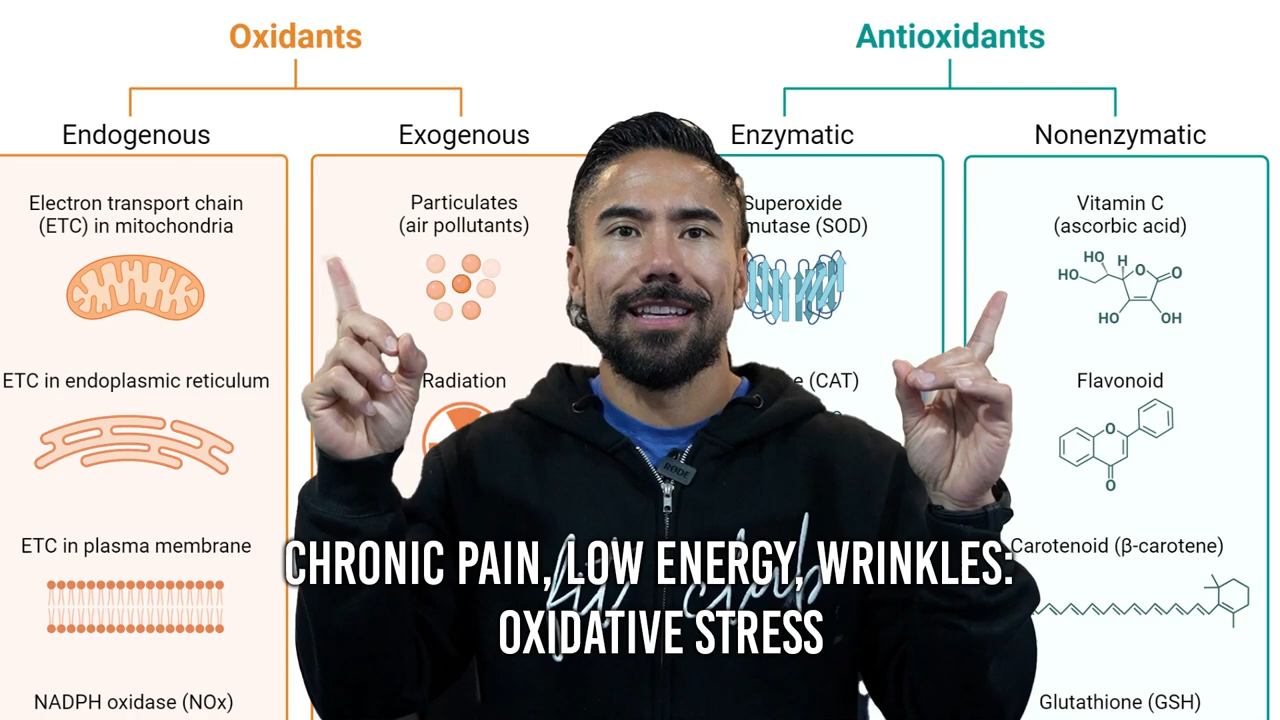 Oxidants
Antioxidants
Endogenous
Exogenous
Enzymatic
Nonenzymatic
Electron transport chain
(ETC) in mitochondria
Particulates
(air pollutants)
Superoxide
mutase (SOD)
Vitamin C
(ascorbic acid)
HO
HO
H
O
O
HO
OH
ETC in endoplasmic reticulum
Radiation
e (CAT)
Flavonoid
O
O
ETC in plasma membrane
Carotenoid (β-carotene)
RØDE
CHRONIC PAIN, LOW ENERGY, WRINKLES:
OXIDATIVE STRESS
NADPH oxidase (NOx)
Glutathione (GSH)